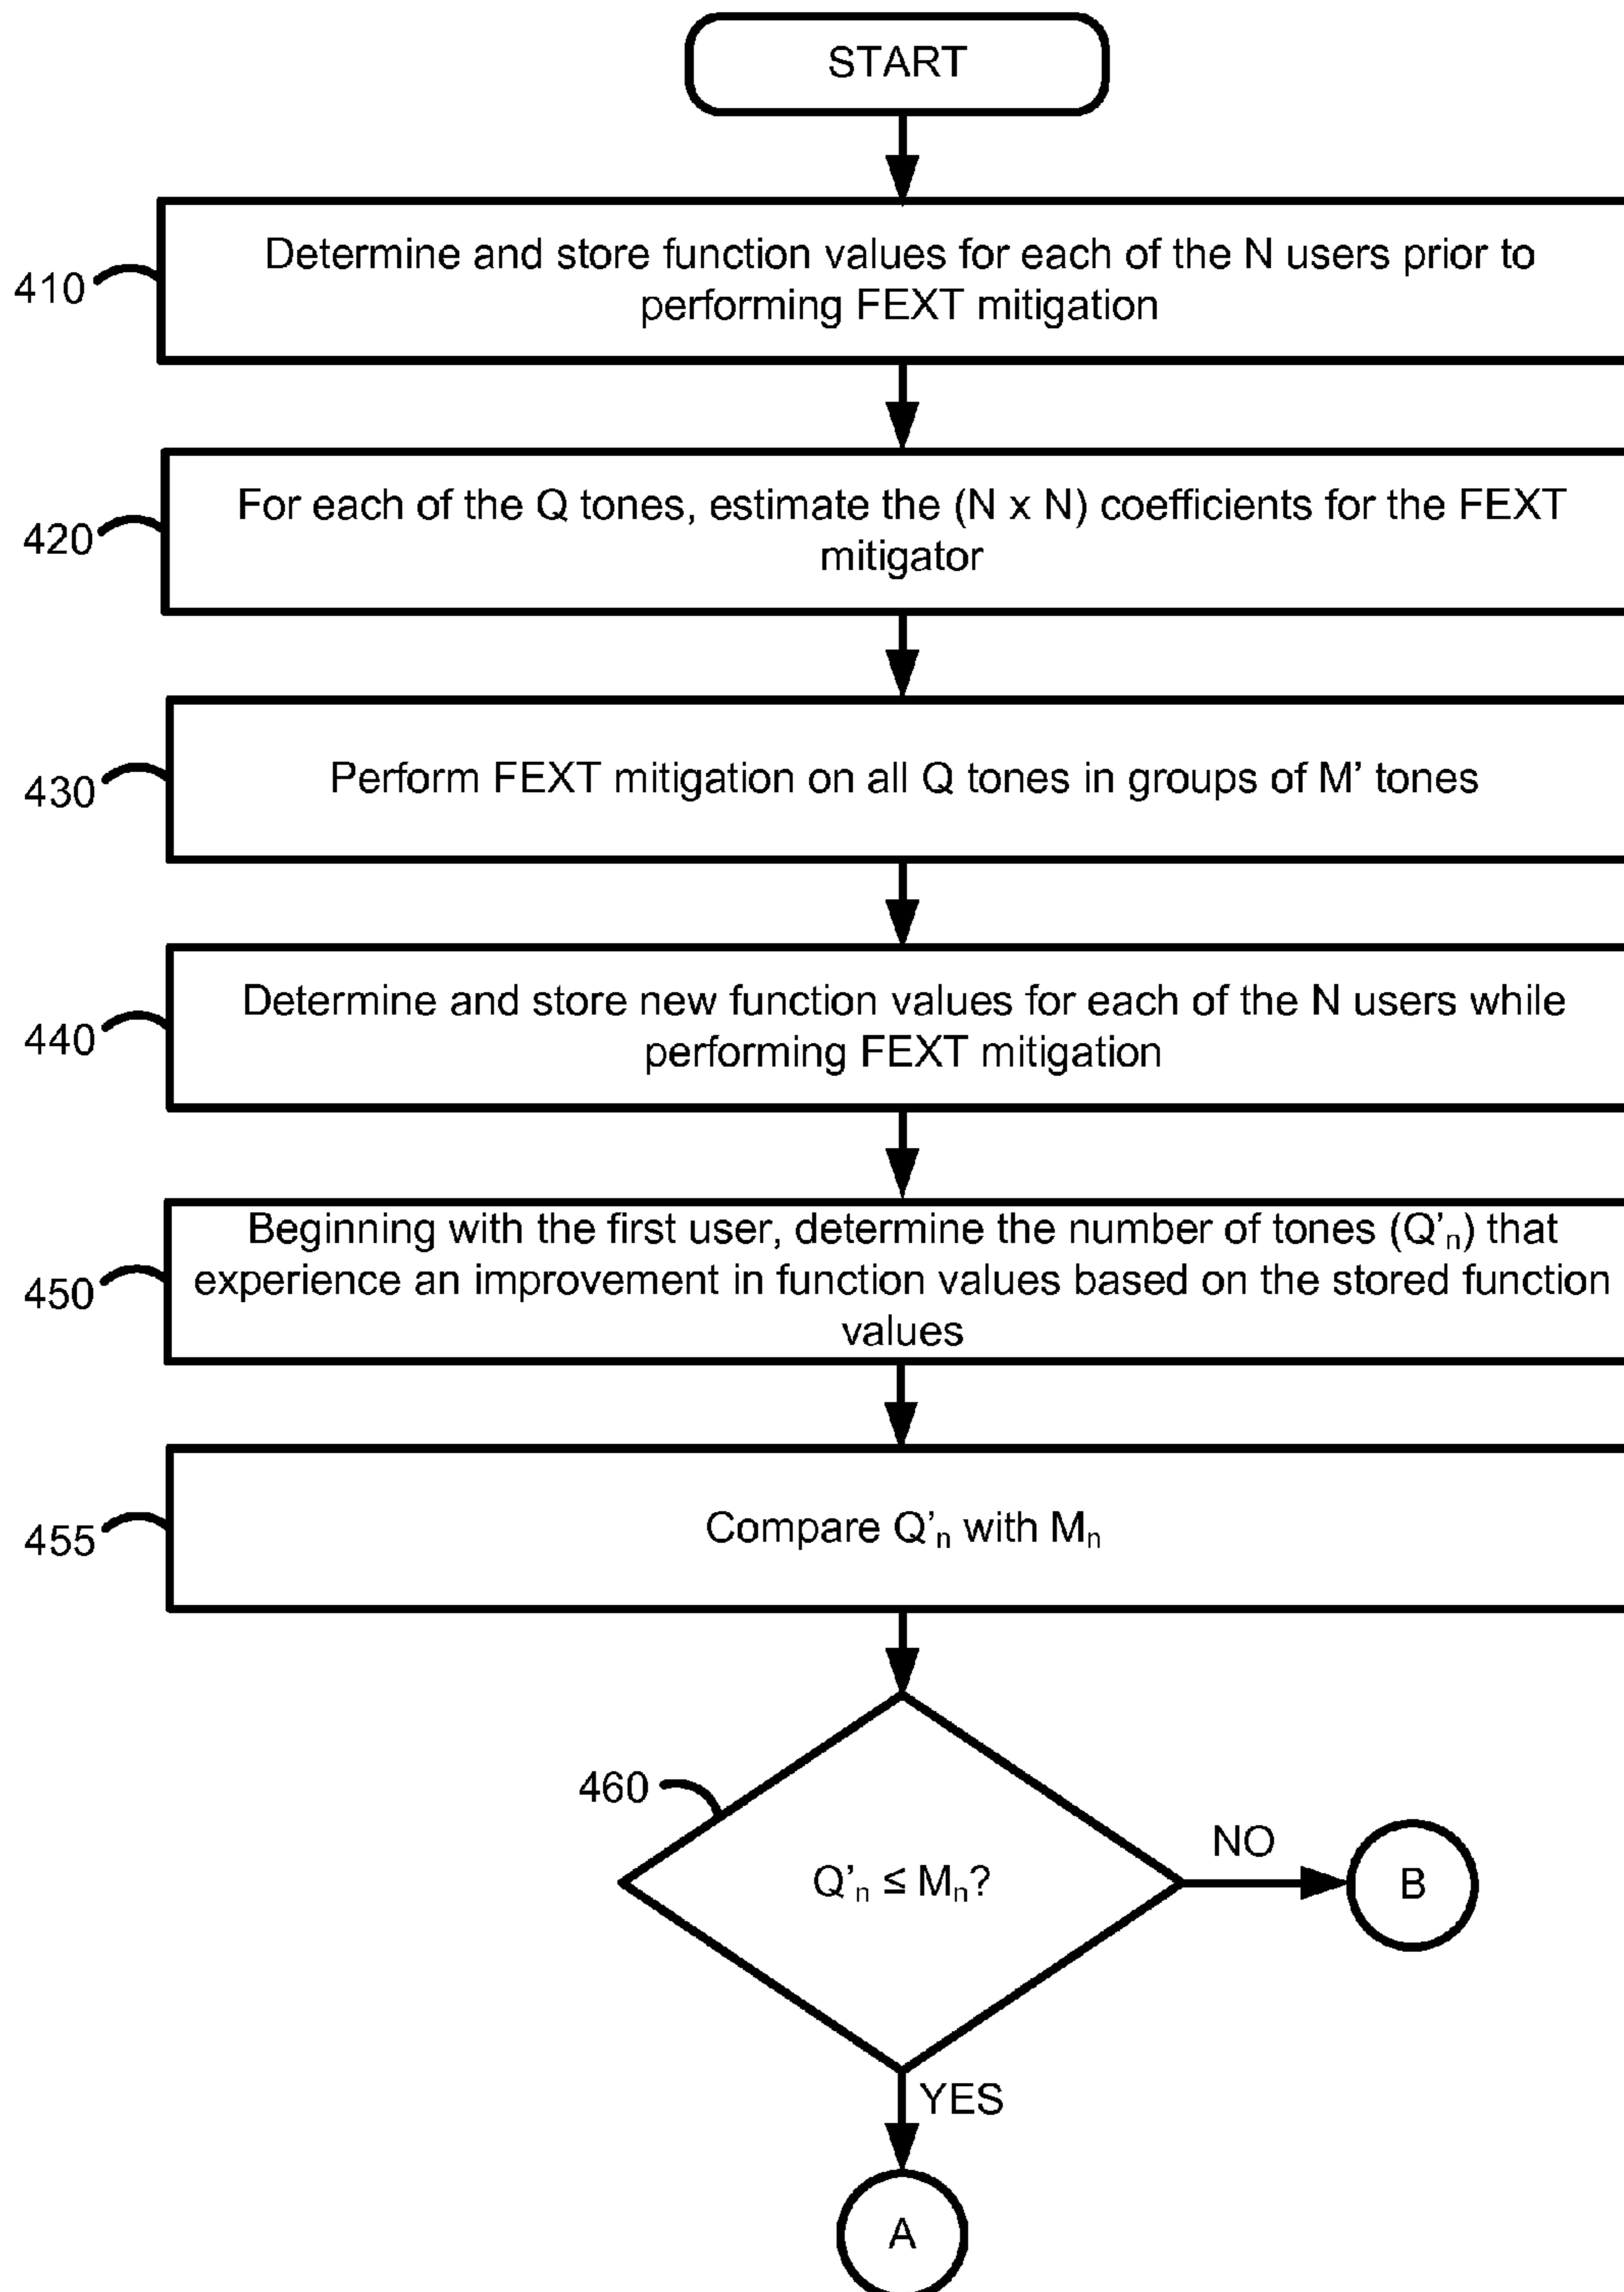 START
410
Determine and store function values for each of the N users prior to
performing FEXT mitigation
420
For each of the Q tones, estimate the (N x N) coefficients for the FEXT
mitigator
430
Perform FEXT mitigation on all Q tones in groups of M’ tones
440
Determine and store new function values for each of the N users while
performing FEXT mitigation
450
Beginning with the first user, determine the number of tones (Q’n) that
experience an improvement in function values based on the stored function
values
455
Compare Q’n with Mn
460
Q’n ≤ Mn?
NO
B
YES
A